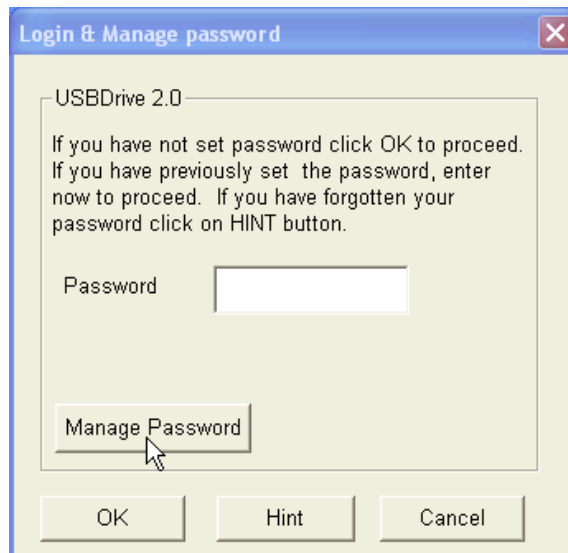 Login & Manage password
USBDrive 2.0
If you have not set password click OK to proceed.
If you have previously set the password, enter
now to proceed. If you have forgotten your
password click on HINT button.
Password
Manage Password
OK
Hint
Cancel